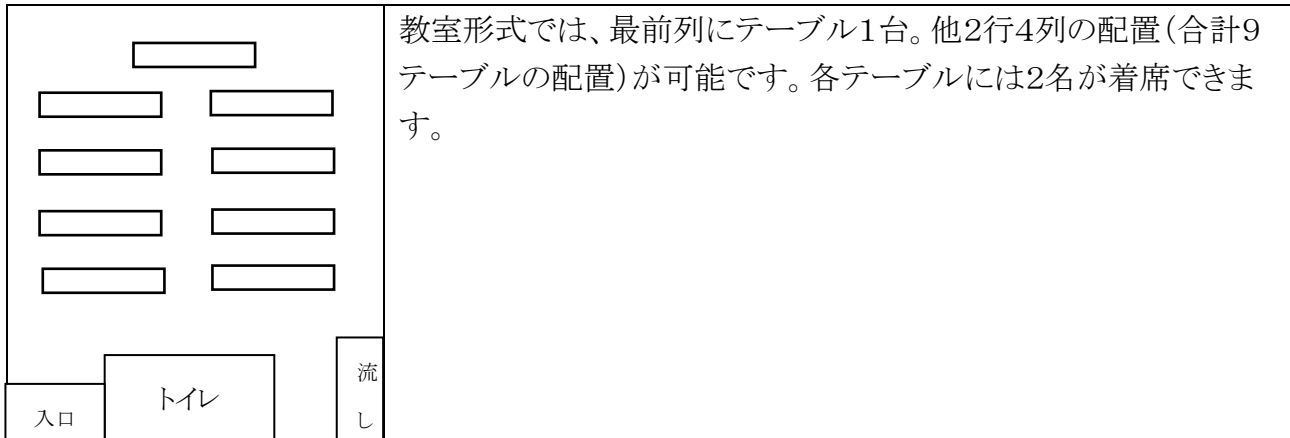 教室形式では、最前列にテーブル1台。他2行4列の配置(合計9
テーブルの配置)が可能です。各テーブルには2名が着席できま
す。
入口
トイレ
流
し